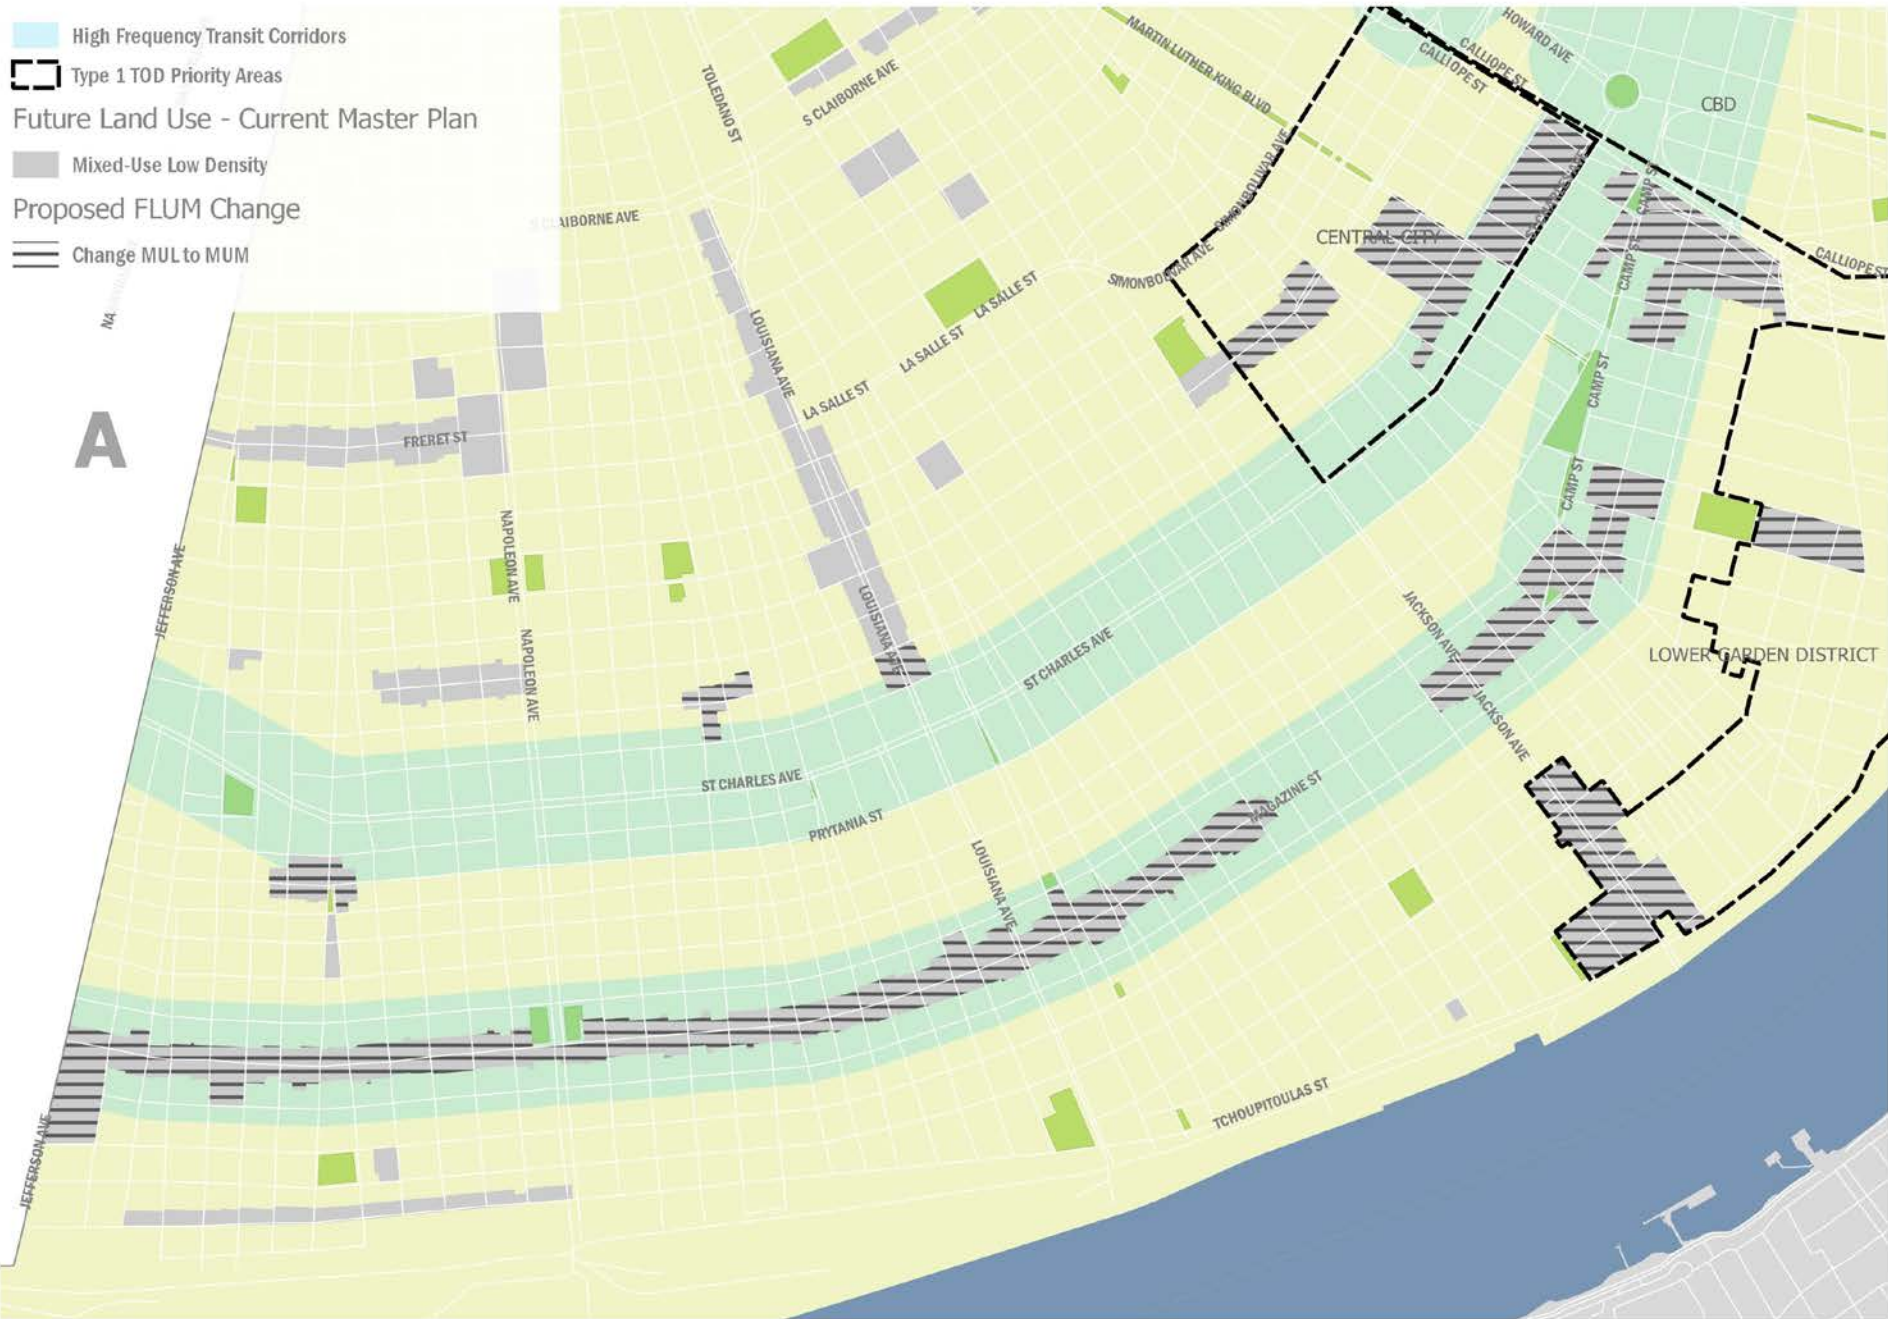 High Frequency Transit Corridors
Type 1 TOD Priority Areas
Future Land Use - Current Master Plan
Mixed-Use Low Density
Proposed FLUM Change
Change MUL to MUM
A
TOLEDANO ST
S CLAIBORNE AVE
MARTIN LUTHER KING BLVD
HOWARD AVE
CALLIOPE ST
CALLIOPE ST
CBD
SIMON BOLIVAR AVE
CAMP ST
CENTRAL CITY
S CLAIBORNE AVE
SIMON BOLIVAR AVE
CAMP ST
CALLIOPE ST
LA SALLE ST
LA SALLE ST
LA SALLE ST
LOUISIANA AVE
CAMP ST
FRERET ST
CAMP ST
NAPOLEON AVE
JEFFERSON AVE
LOUISIANA AVE
JACKSON AVE
NAPOLEON AVE
ST CHARLES AVE
LOWER GARDEN DISTRICT
JACKSON AVE
ST CHARLES AVE
MAGAZINE ST
PRYTANIA ST
LOUISIANA AVE
TCHOUPITOULAS ST
JEFFERSON AVE